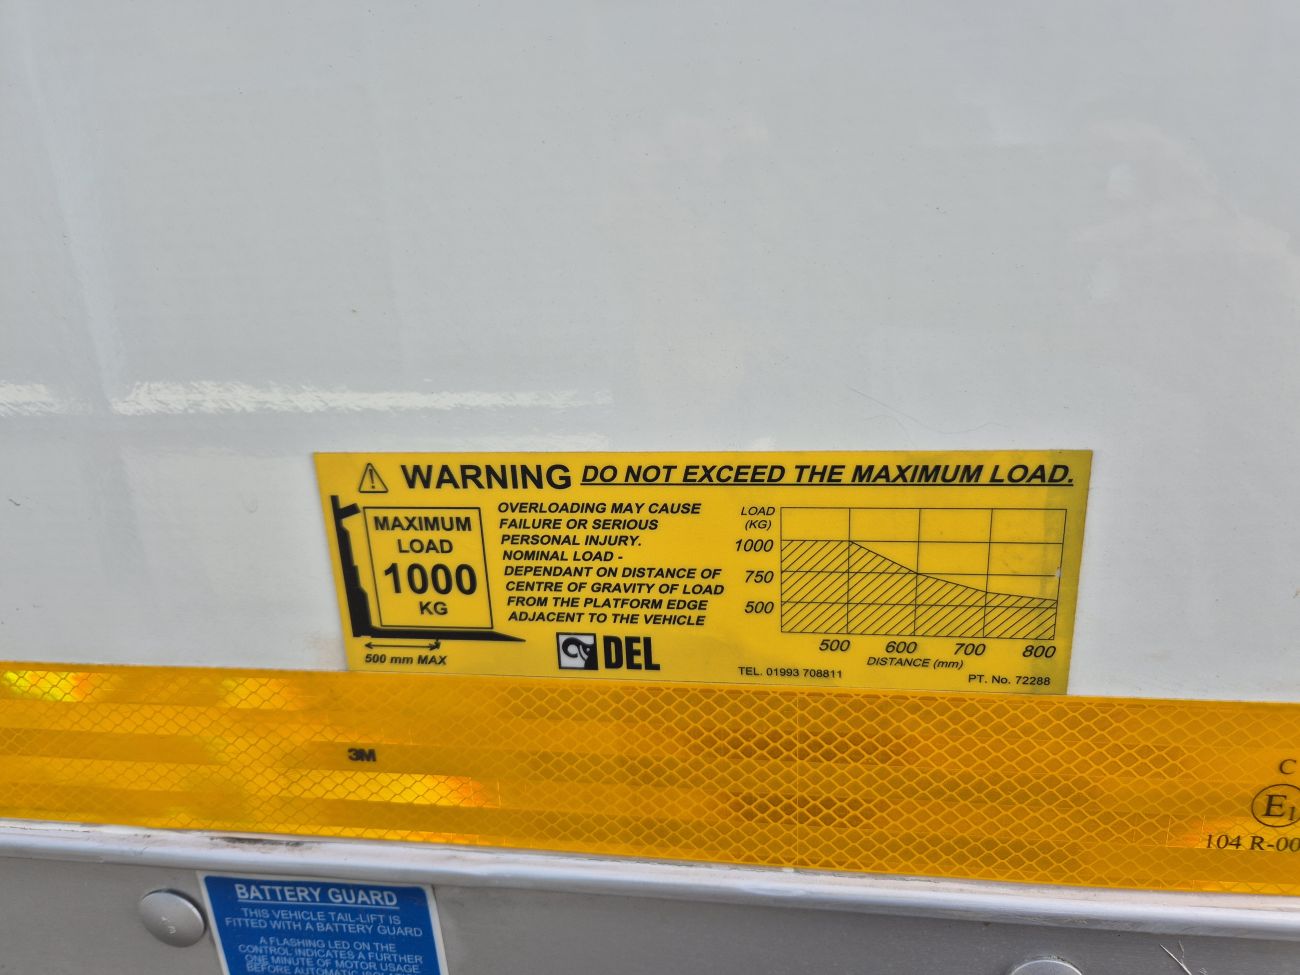 WARNING DO NOT EXCEED THE MAXIMUM LOAD.
MAXIMUM
LOAD
1000
KG
500 mm MAX
OVERLOADING MAY CAUSE
FAILURE OR SERIOUS
PERSONAL INJURY.
NOMINAL LOAD -
DEPENDANT ON DISTANCE OF
CENTRE OF GRAVITY OF LOAD
FROM THE PLATFORM EDGE
ADJACENT TO THE VEHICLE
DEL
LOAD
(KG)
1000
750
500
500 600 700 800
DISTANCE (mm)
TEL. 01993 708811
PT. No. 72288
3M
C
E1
104 R-00
BATTERY GUARD
THIS VEHICLE TAIL-LIFT IS
FITTED WITH A BATTERY GUARD
A FLASHING LED ON THE
CONTROL INDICATES A FURTHER
ONE MINUTE OF MOTOR USAGE
BEFORE AUTOMATIC